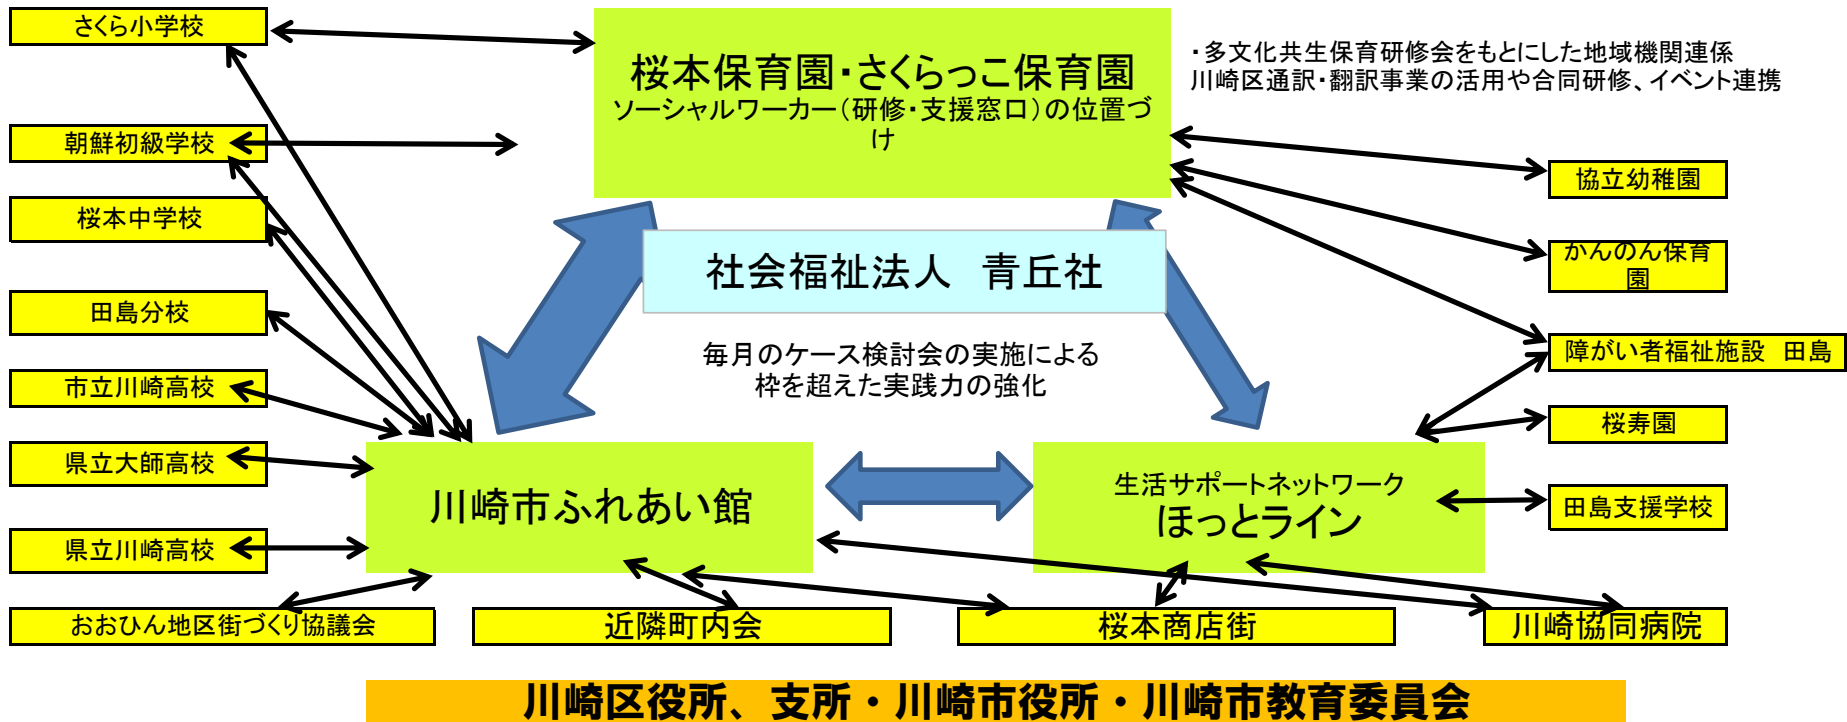 さくら小学校
桜本保育園・さくらっこ保育園
ソーシャルワーカー（研修・支援窓口）の位置づ
け
・多文化共生保育研修会をもとにした地域機関連係
川崎区通訳・翻訳事業の活用や合同研修、イベント連携
朝鮮初級学校
協立幼稚園
桜本中学校
かんのん保育
園
社会福祉法人　青丘社
田島分校
毎月のケース検討会の実施による
枠を超えた実践力の強化
障がい者福祉施設　田島
市立川崎高校
桜寿園
県立大師高校
川崎市ふれあい館
生活サポートネットワーク
ほっとライン
田島支援学校
県立川崎高校
おおひん地区街づくり協議会
近隣町内会
桜本商店街
川崎協同病院
川崎区役所、支所・川崎市役所・川崎市教育委員会